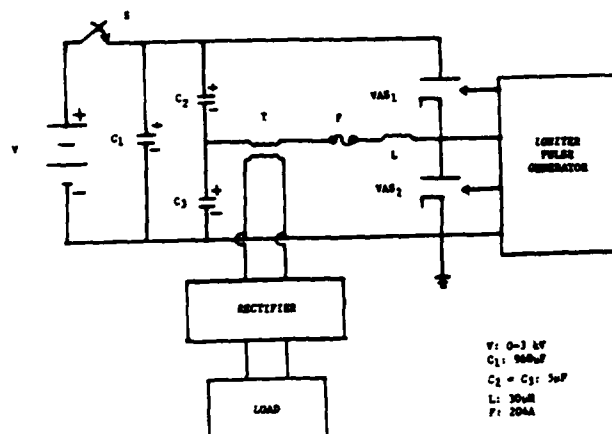 S
C2
VAS1
T
F
V
C1
L
IGNITER
PULSE
GENERATOR
VAS2
C3
RECTIFIER
LOAD
V: 0-3 kV
C1: 960μF
C2 = C3: 5μF
L: 30μH
F: 204A